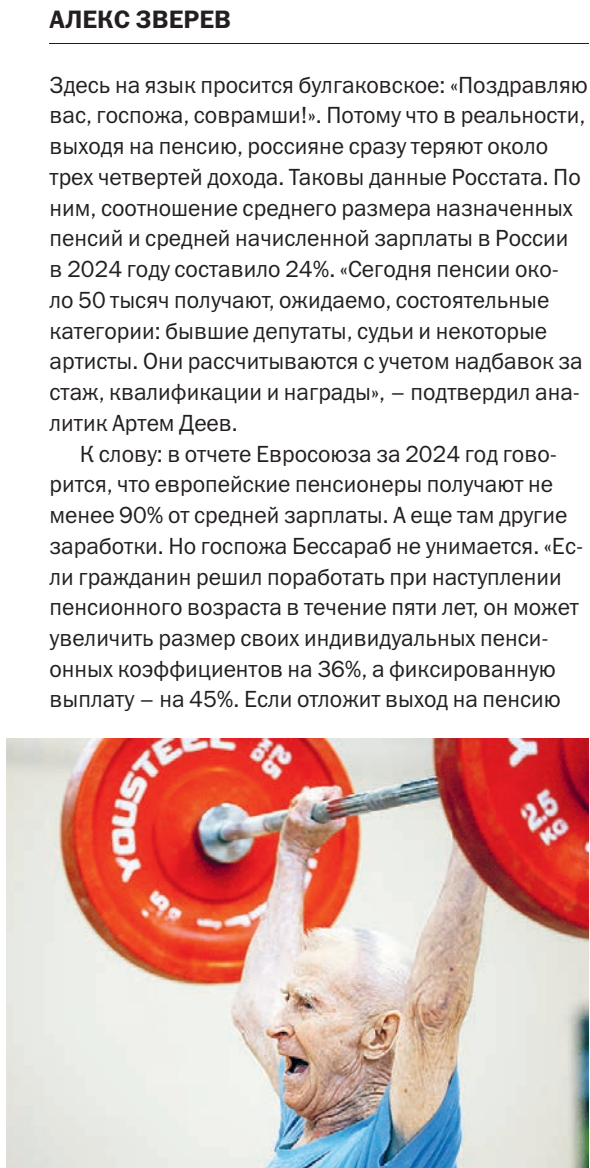 АЛЕКС ЗВЕРЕВ
Здесь на язык просится булгаковское: «Поздравляю
вас, госпожа, соврамши!». Потому что в реальности,
выходя на пенсию, россияне сразу теряют около
трех четвертей дохода. Таковы данные Росстата. По
ним, соотношение среднего размера назначенных
пенсий и средней начисленной зарплаты в России
в 2024 году составило 24%. «Сегодня пенсии око-
ло 50 тысяч получают, ожидаемо, состоятельные
категории: бывшие депутаты, судьи и некоторые
артисты. Они рассчитываются с учетом надбавок за
стаж, квалификации и награды», – подтвердил ана-
литик Артем Деев.
К слову: в отчете Евросоюза за 2024 год гово-
рится, что европейские пенсионеры получают не
менее 90% от средней зарплаты. А еще там другие
заработки. Но госпожа Бессараб не унимается. «Ес-
ли гражданин решил поработать при наступлении
пенсионного возраста в течение пяти лет, он может
увеличить размер своих индивидуальных пенси-
онных коэффициентов на 36%, а фиксированную
выплату – на 45%. Если отложит выход на пенсию
YOUSTEEL
25
KG
25
KG